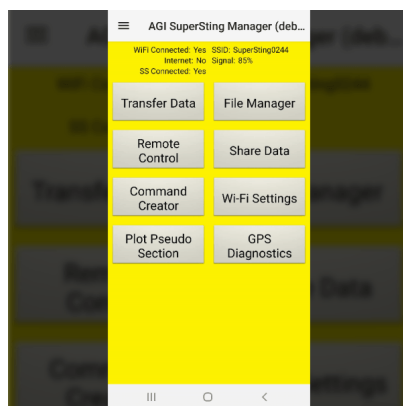 AGI SuperSting Manager (deb...
WiFi Connected: Yes SSID: SuperSting0244
Internet: No Signal: 85%
SS Connected: Yes
Transfer Data
File Manager
Remote
Control
Share Data
Command
Creator
Wi-Fi Settings
Plot Pseudo
Section
GPS
Diagnostics